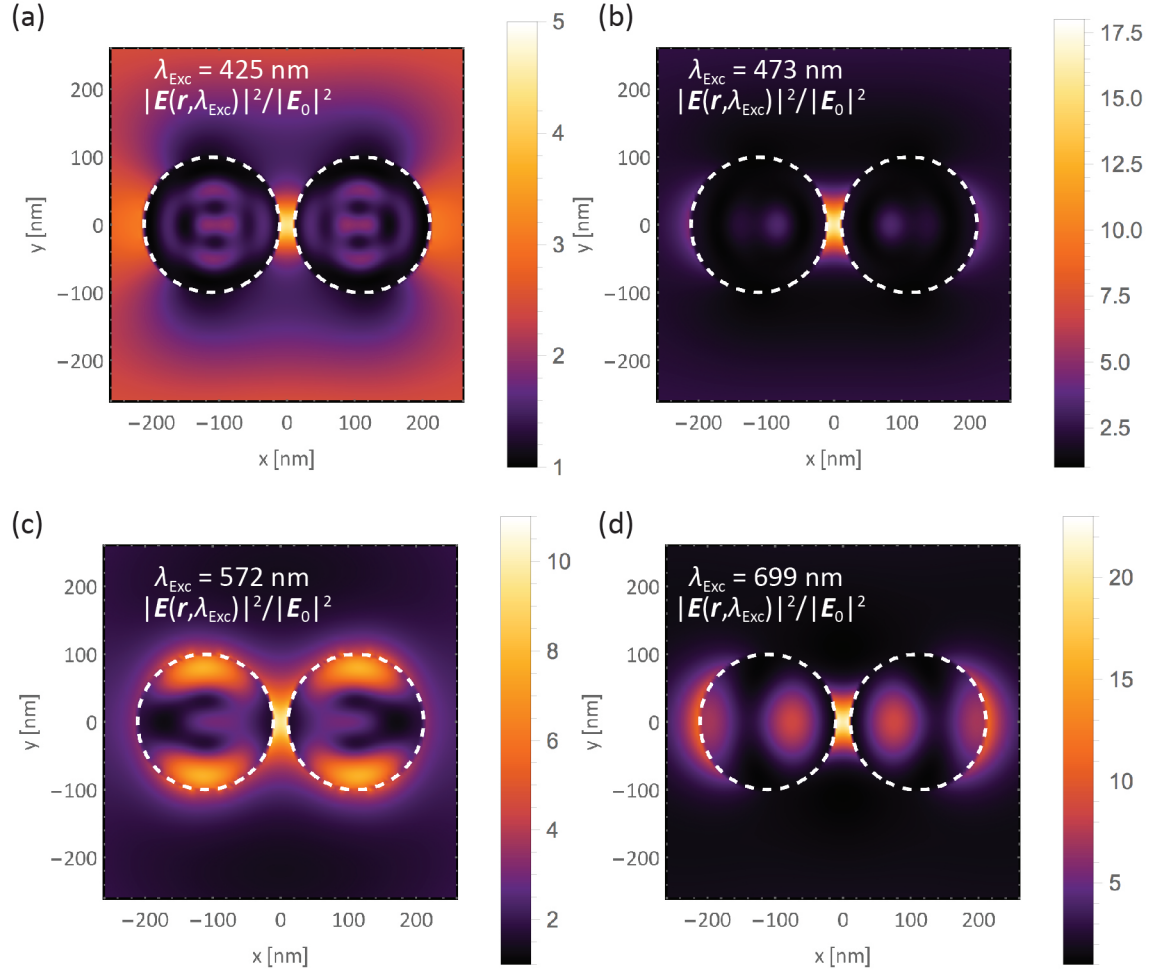 (a)
λExc = 425 nm
|E(r,λExc)|²/|E0|²
200
100
0
−100
−200
y [nm]
−200 −100 0 100 200
x [nm]
5
4
3
2
1
(b)
λExc = 473 nm
|E(r,λExc)|²/|E0|²
200
100
0
−100
−200
y [nm]
−200 −100 0 100 200
x [nm]
17.5
15.0
12.5
10.0
7.5
5.0
2.5
(c)
λExc = 572 nm
|E(r,λExc)|²/|E0|²
200
100
0
−100
−200
y [nm]
−200 −100 0 100 200
x [nm]
10
8
6
4
2
(d)
λExc = 699 nm
|E(r,λExc)|²/|E0|²
200
100
0
−100
−200
y [nm]
−200 −100 0 100 200
x [nm]
20
15
10
5